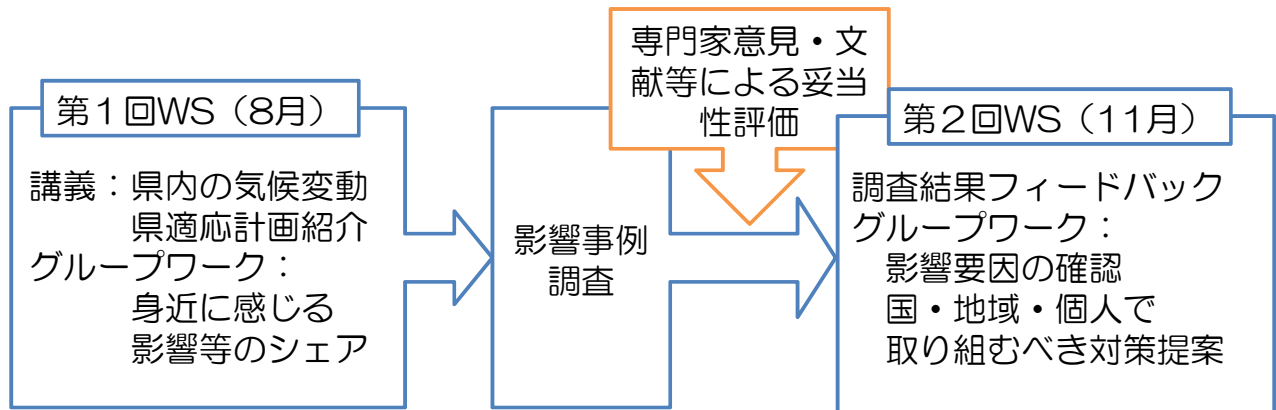 第１回WS（8月）
講義：県内の気候変動
県適応計画紹介
グループワーク：
身近に感じる
影響等のシェア
影響事例
調査
専門家意見・文
献等による妥当
性評価
第２回WS（11月）
調査結果フィードバック
グループワーク：
影響要因の確認
国・地域・個人で
取り組むべき対策提案